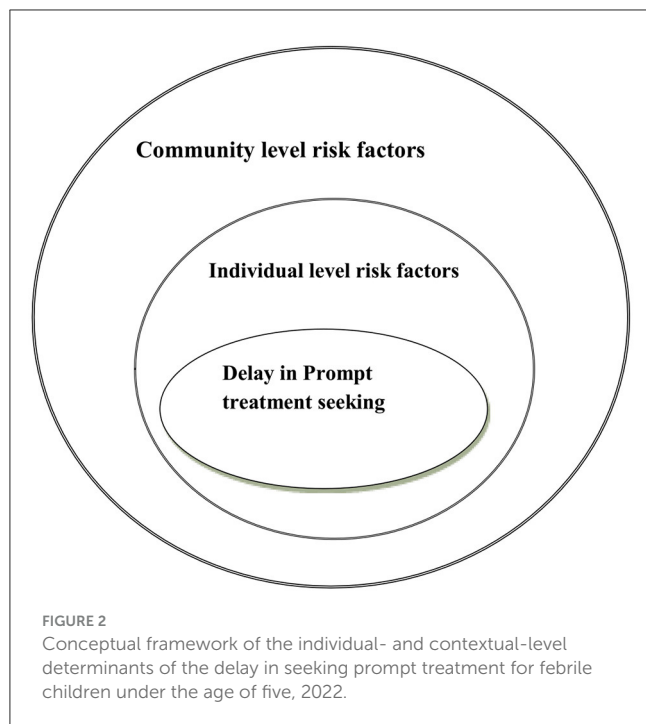 Community level risk factors
Individual level risk factors
Delay in Prompt
treatment seeking
FIGURE 2
Conceptual framework of the individual- and contextual-level
determinants of the delay in seeking prompt treatment for febrile
children under the age of five, 2022.